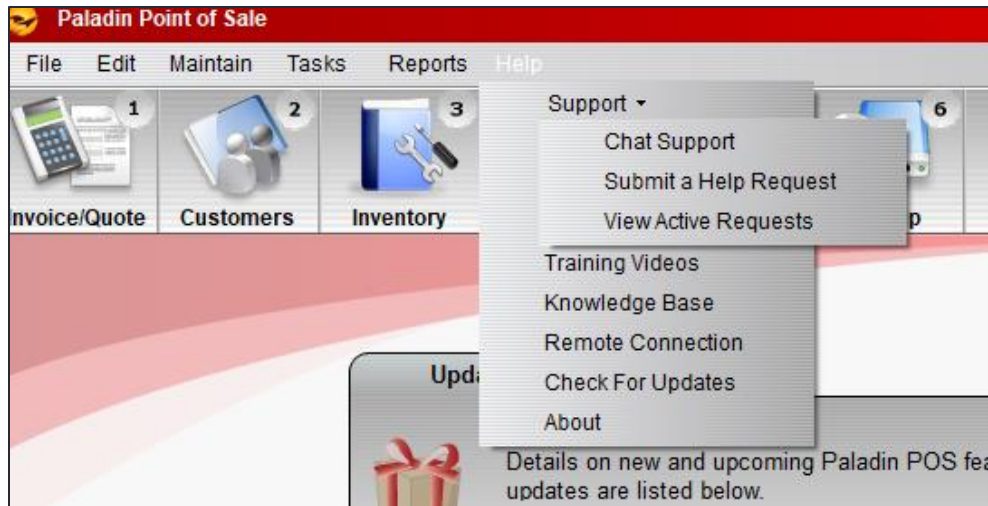 Paladin Point of Sale
File Edit Maintain Tasks Reports Help
1 2 3 6
Invoice/Quote Customers Inventory p
Support
Chat Support
Submit a Help Request
View Active Requests
Training Videos
Knowledge Base
Remote Connection
Check For Updates
About
Upda
Details on new and upcoming Paladin POS fea
updates are listed below.